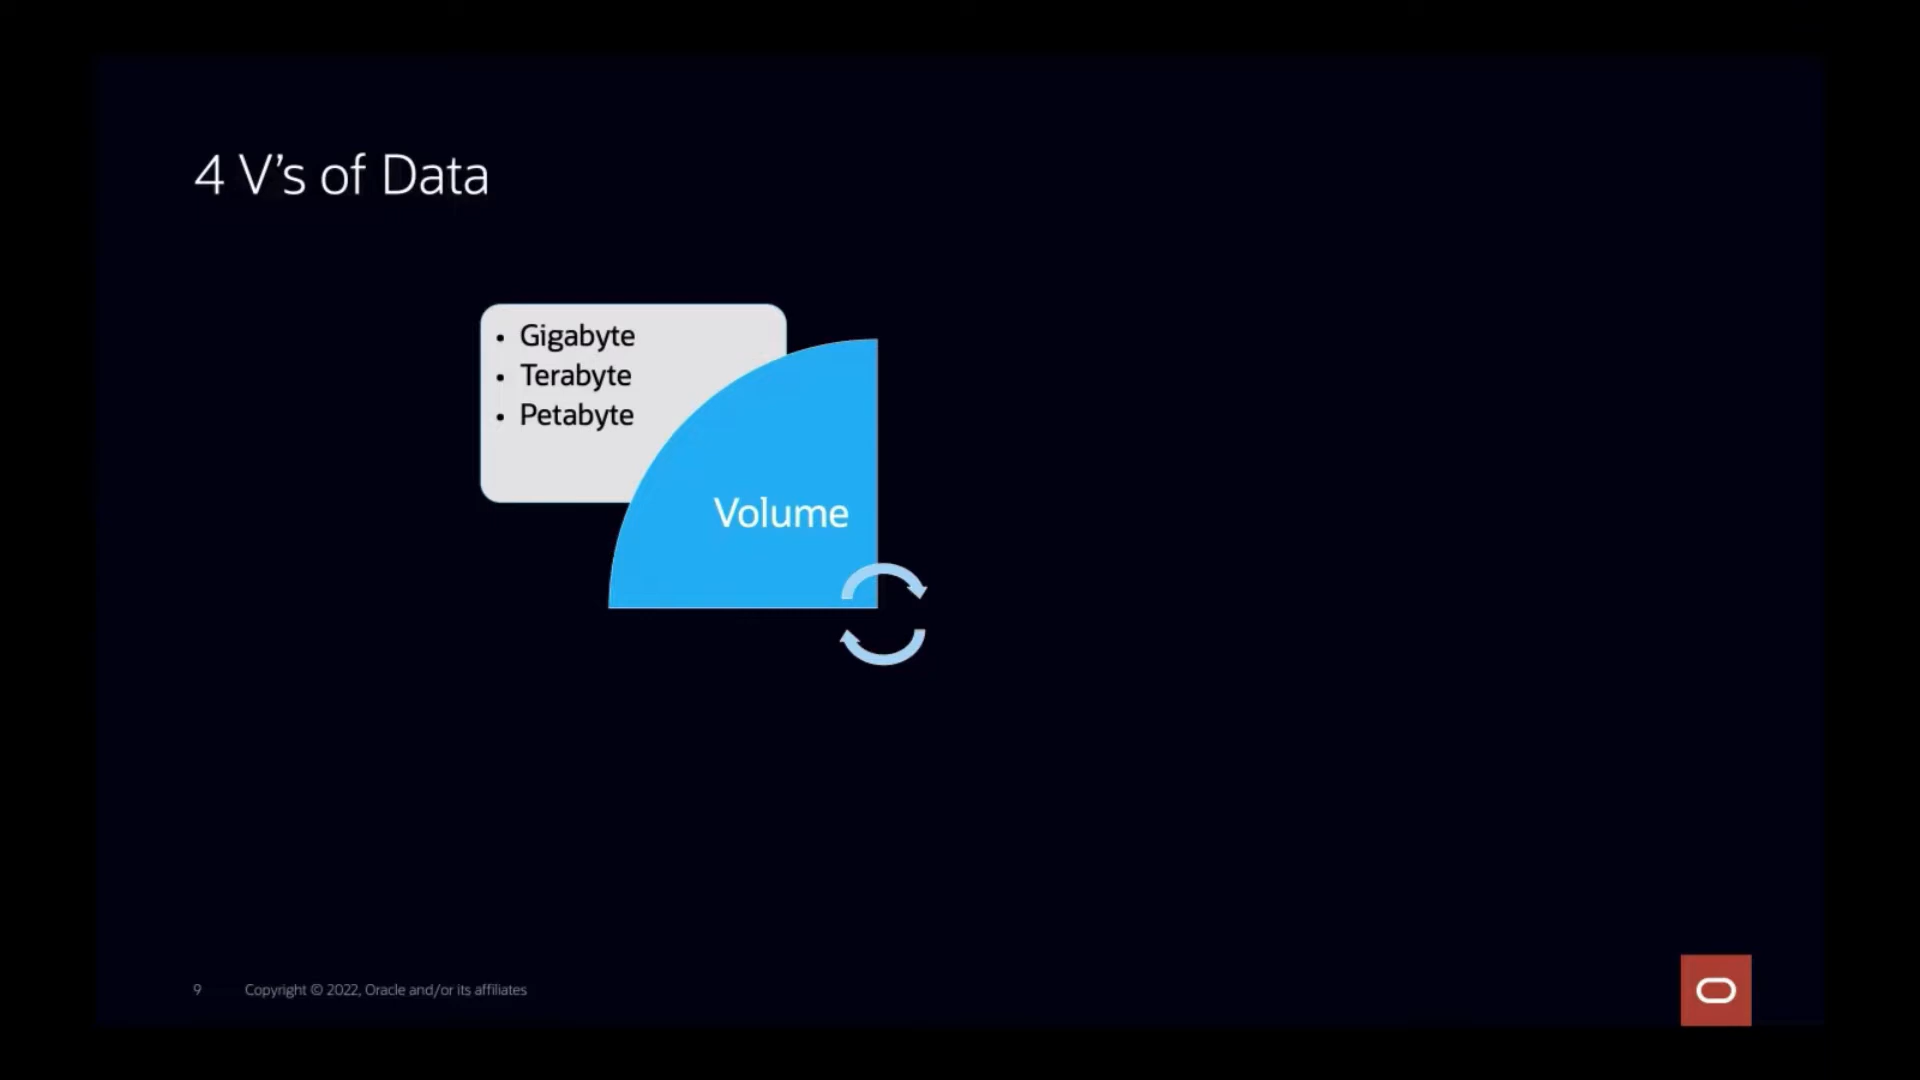 4 V’s of Data
• Gigabyte
• Terabyte
• Petabyte
Volume
9 Copyright © 2022, Oracle and/or its affiliates